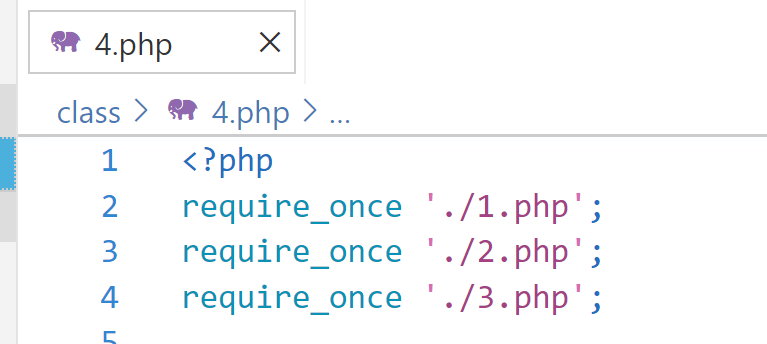 4.php
class > 4.php > ...
1 <?php
2 require_once './1.php';
3 require_once './2.php';
4 require_once './3.php';
5